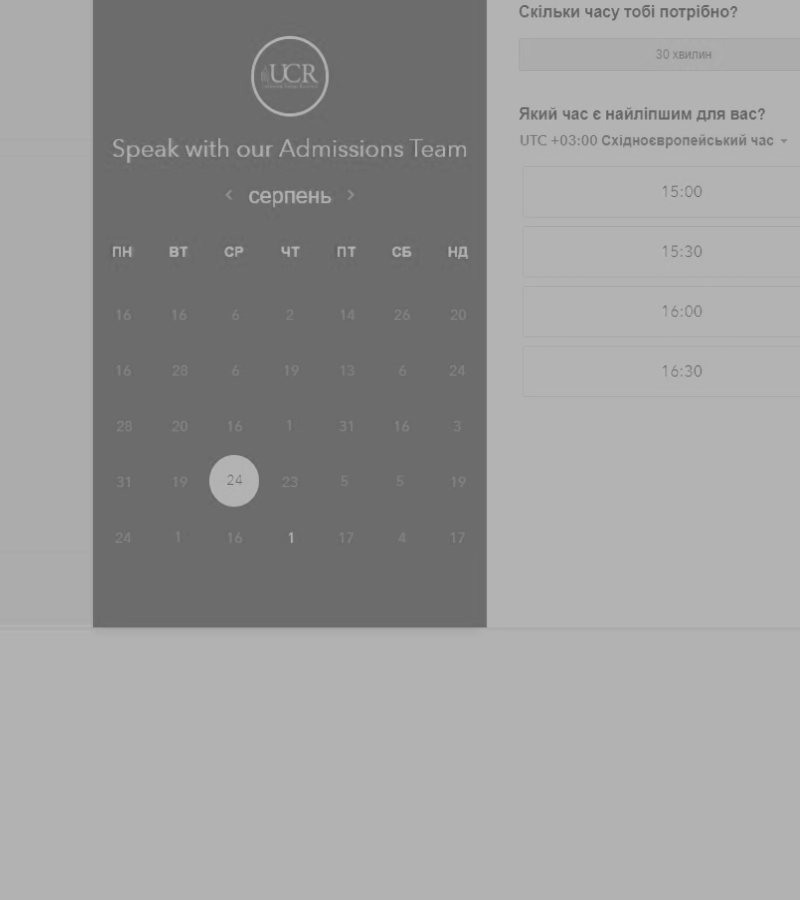 UCR
Speak with our Admissions Team
серпень
ПН ВТ СР ЧТ ПТ СБ НД
16 16 6 2 14 26 20
16 28 6 19 13 6 24
28 20 16 1 31 16 3
31 19 24 23 5 5 19
24 1 16 1 17 4 17
Скільки часу тобі потрібно?
30 хвилин
Який час є найліпшим для вас?
UTC +03:00 Східноєвропейський час
15:00
15:30
16:00
16:30